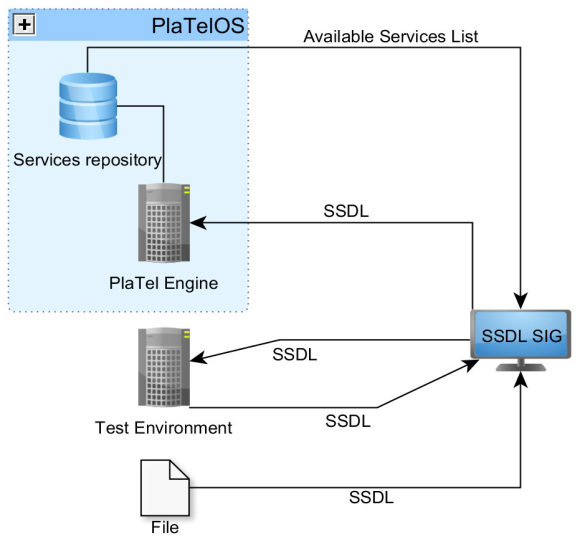 PlaTelOS
Available Services List
Services repository
SSDL
PlaTel Engine
SSDL SIG
SSDL
Test Environment
SSDL
SSDL
File